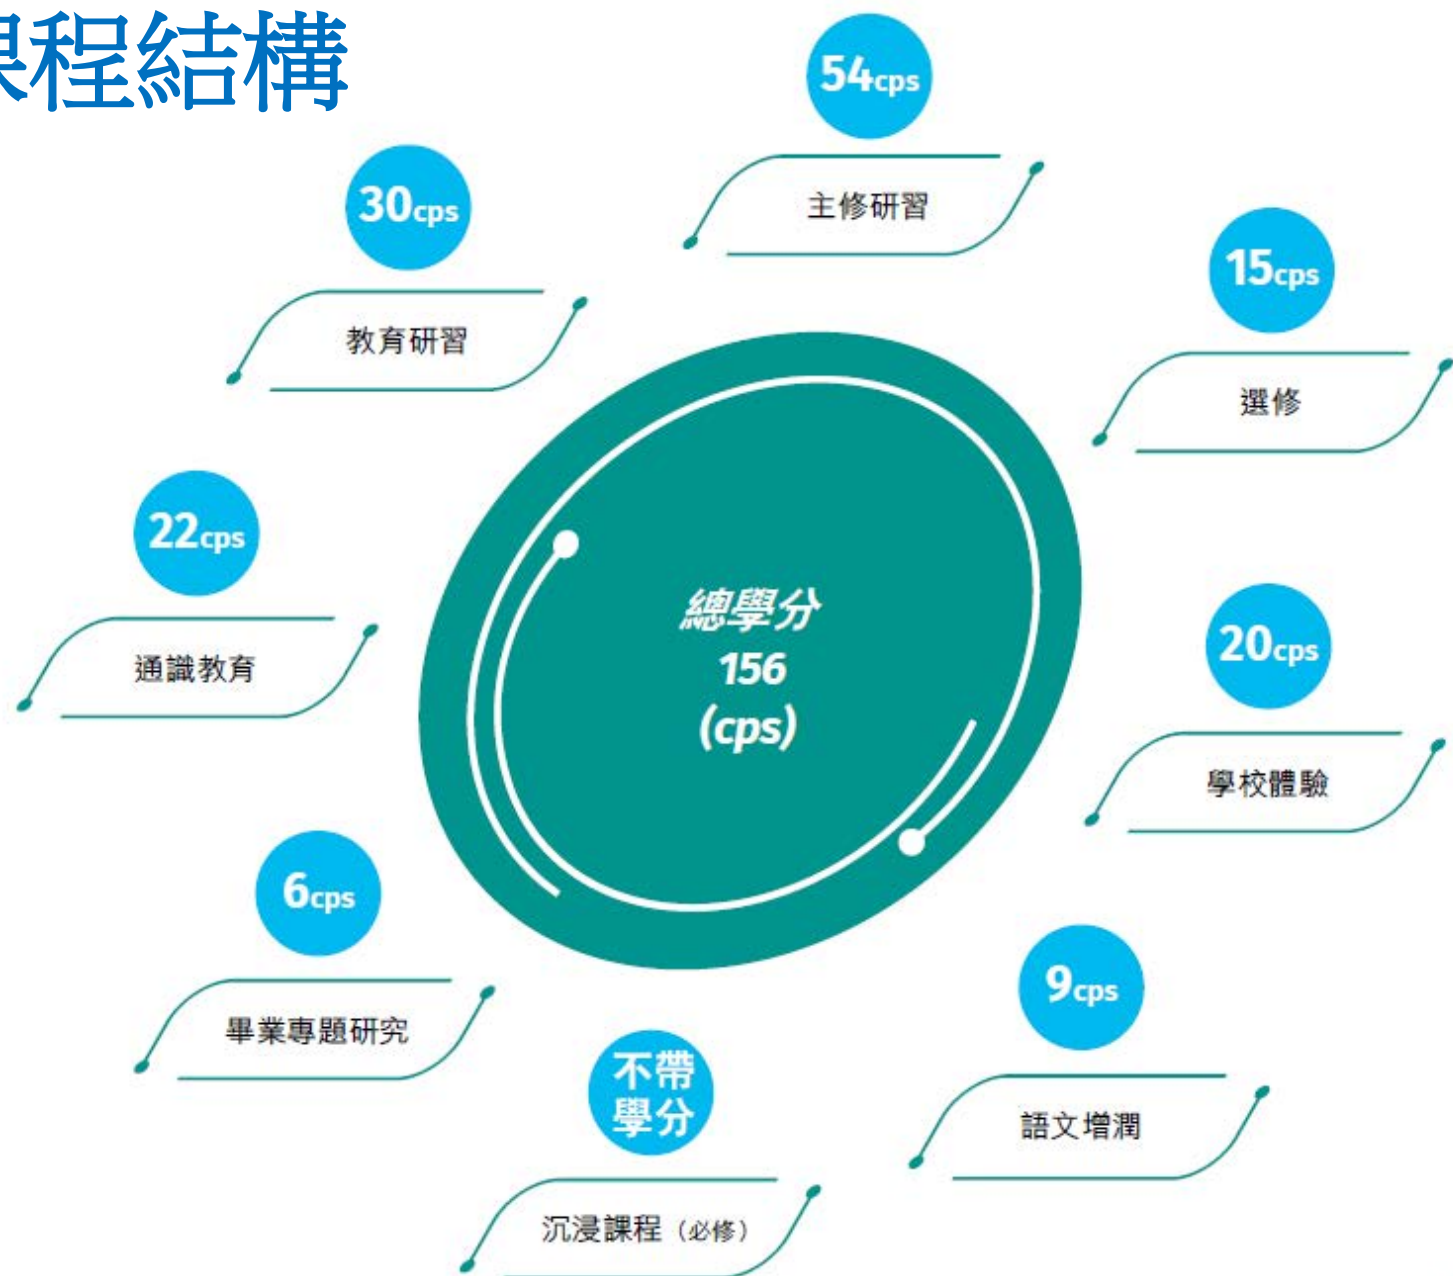 課程結構
54cps
主修研習
30cps
教育研習
15cps
選修
22cps
通識教育
總學分
156
(cps)
20cps
學校體驗
6cps
畢業專題研究
9cps
語文增潤
不帶
學分
沉浸課程（必修）